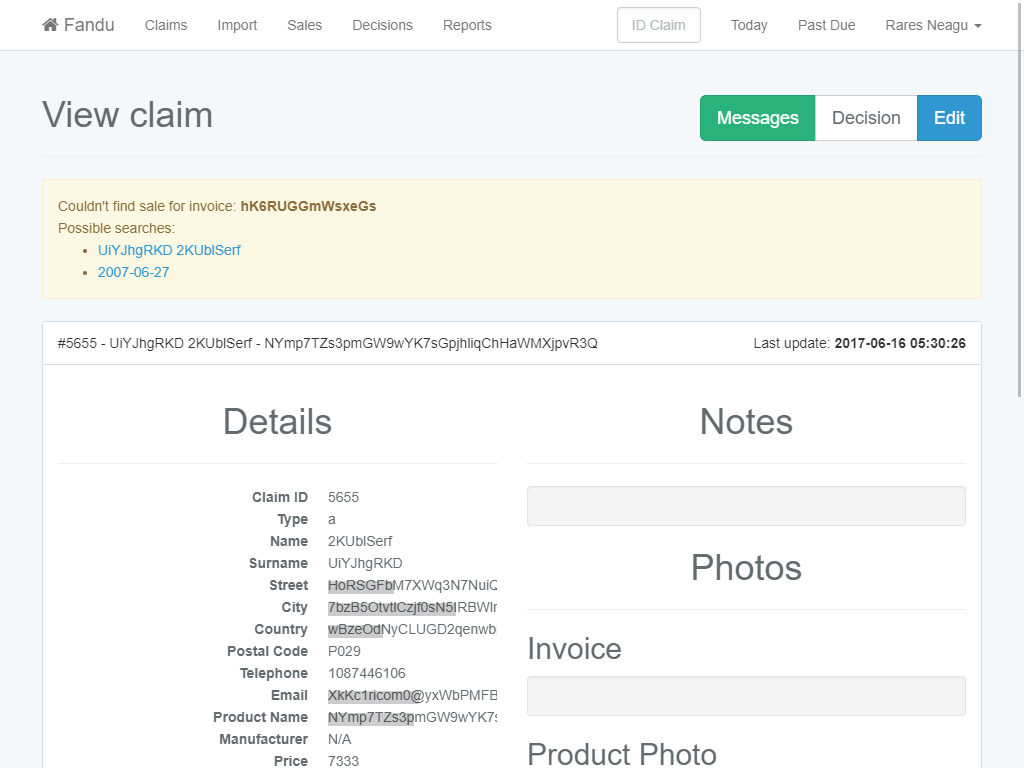 Fandu Claims Import Sales Decisions Reports ID Claim Today Past Due Rares Neagu
View claim
Messages Decision Edit
Couldn't find sale for invoice: hK6RUGGmWsxeGs
Possible searches:
UiYJhgRKD 2KUblSerf
2007-06-27
#5655 - UiYJhgRKD 2KUblSerf - NYmp7TZs3pmGW9wYK7sGpjhliqChHaWMXjpvR3Q
Last update: 2017-06-16 05:30:26
Details
Claim ID 5655
Type a
Name 2KUblSerf
Surname UiYJhgRKD
Street HoRSGFbM7XWq3N7NuiQ
City 7bzB5OtvtlCzjf0sN5IRBWIr
Country wBzeOdNyCLUGD2qenwb
Postal Code P029
Telephone 1087446106
Email XkKc1ricom0@yxWbPMFB
Product Name NYmp7TZs3pmGW9wYK7s
Manufacturer N/A
Price 7333
Notes
Photos
Invoice
Product Photo